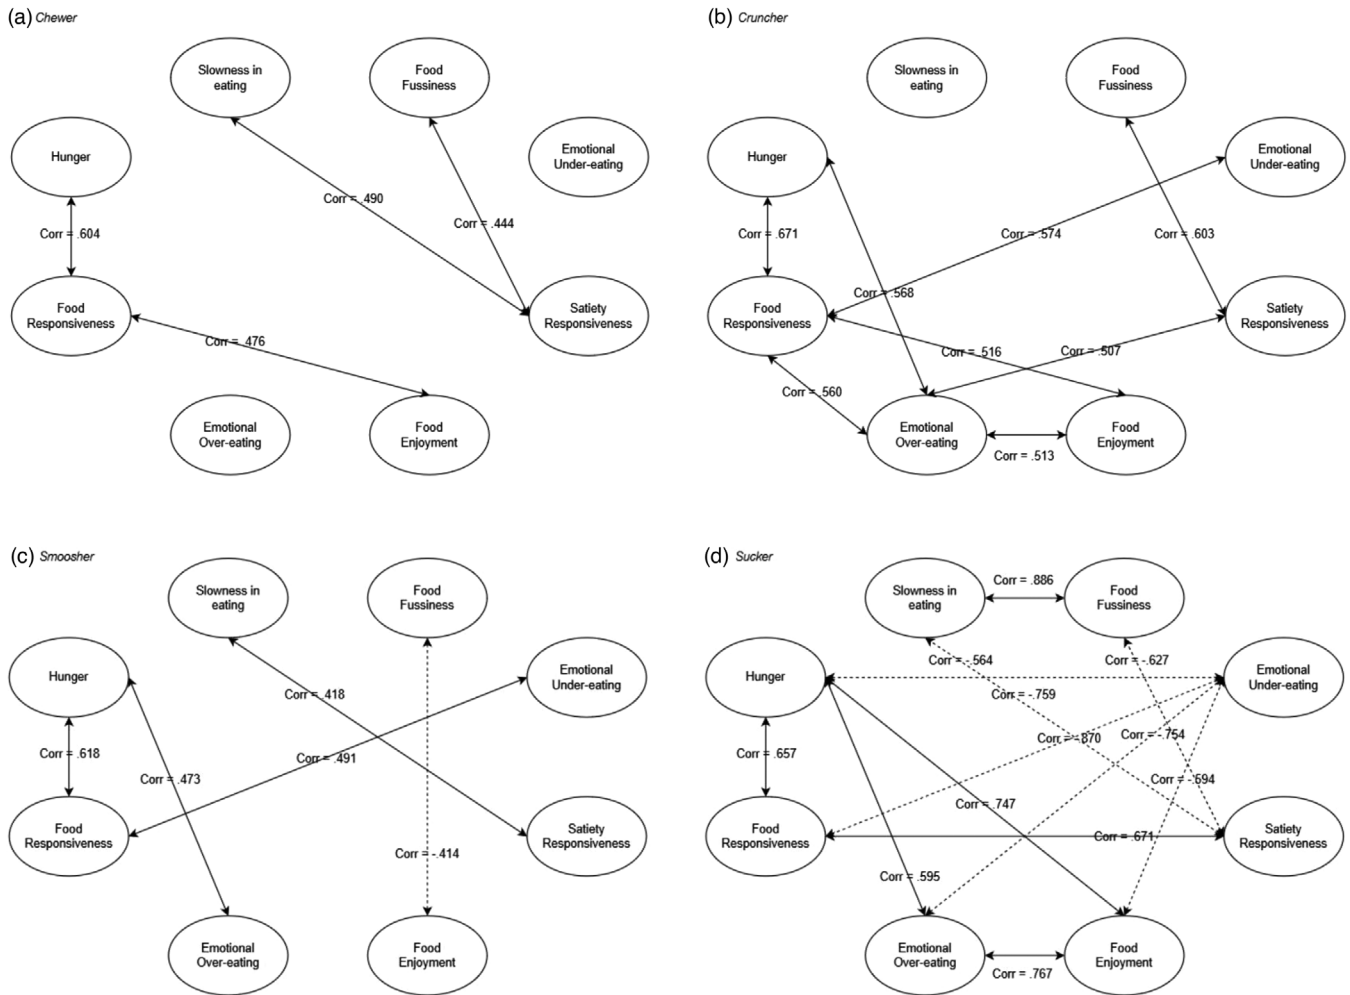 (a) Chewer
Slowness in
eating
Food
Fussiness
Hunger
Emotional
Under-eating
Corr = .490
Corr = .444
Corr = .604
Food
Responsiveness
Satiety
Responsiveness
Corr = .476
Emotional
Over-eating
Food
Enjoyment
(b) Cruncher
Slowness in
eating
Food
Fussiness
Hunger
Emotional
Under-eating
Corr = .671
Corr = .574
Corr = .603
Corr = .568
Food
Responsiveness
Satiety
Responsiveness
Corr = .516
Corr = .507
Corr = .560
Emotional
Over-eating
Food
Enjoyment
Corr = .513
(c) Smoosher
Slowness in
eating
Food
Fussiness
Hunger
Emotional
Under-eating
Corr = .418
Corr = .618
Corr = .491
Corr = .473
Food
Responsiveness
Satiety
Responsiveness
Corr = -.414
Emotional
Over-eating
Food
Enjoyment
(d) Sucker
Slowness in
eating
Corr = .886
Food
Fussiness
Corr = -.564
Corr = -.627
Hunger
Emotional
Under-eating
Corr = -.759
Corr = -.870
Corr = -.754
Corr = .657
Corr = -.594
Corr = .747
Food
Responsiveness
Corr = .671
Satiety
Responsiveness
Corr = .595
Emotional
Over-eating
Food
Enjoyment
Corr = .767